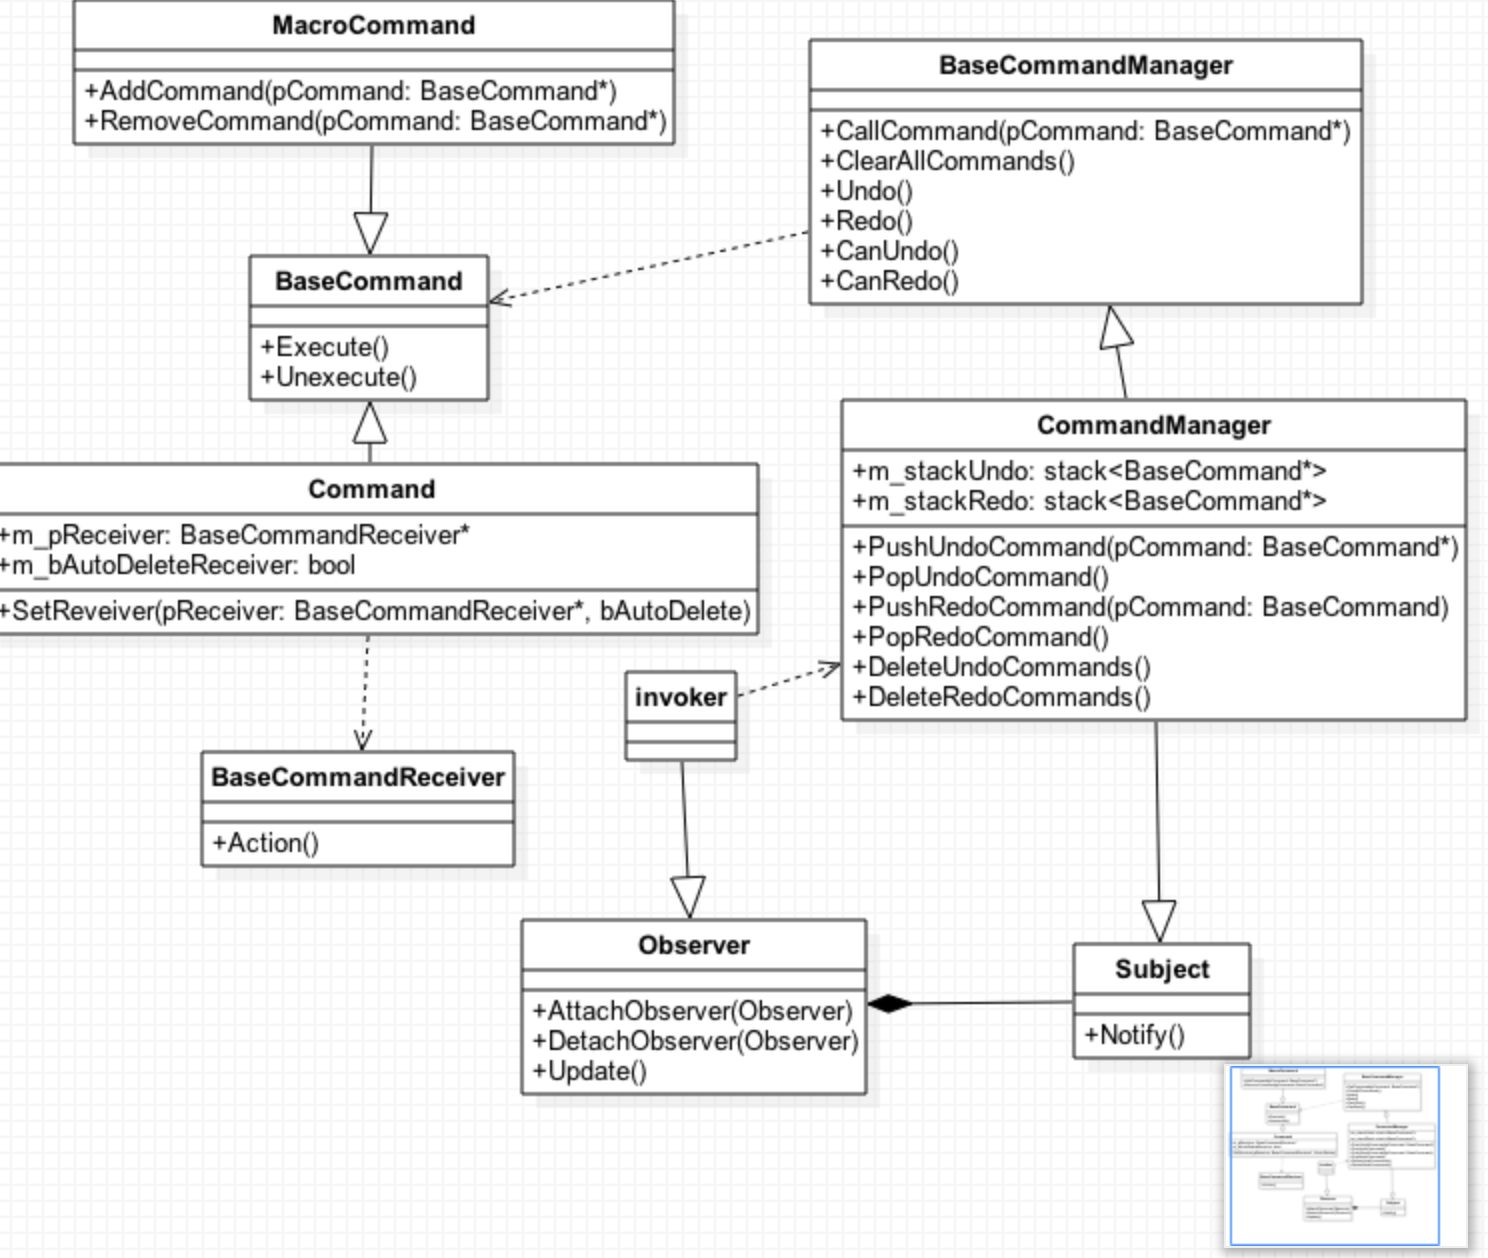 MacroCommand
+AddCommand(pCommand: BaseCommand*)
+RemoveCommand(pCommand: BaseCommand*)
BaseCommandManager
+CallCommand(pCommand: BaseCommand*)
+ClearAllCommands()
+Undo()
+Redo()
+CanUndo()
+CanRedo()
BaseCommand
+Execute()
+Unexecute()
CommandManager
+m_stackUndo: stack<BaseCommand*>
+m_stackRedo: stack<BaseCommand*>
+PushUndoCommand(pCommand: BaseCommand*)
+PopUndoCommand()
+PushRedoCommand(pCommand: BaseCommand)
+PopRedoCommand()
+DeleteUndoCommands()
+DeleteRedoCommands()
Command
+m_pReceiver: BaseCommandReceiver*
+m_bAutoDeleteReceiver: bool
+SetReveiver(pReceiver: BaseCommandReceiver*, bAutoDelete)
invoker
BaseCommandReceiver
+Action()
Observer
+AttachObserver(Observer)
+DetachObserver(Observer)
+Update()
Subject
+Notify()